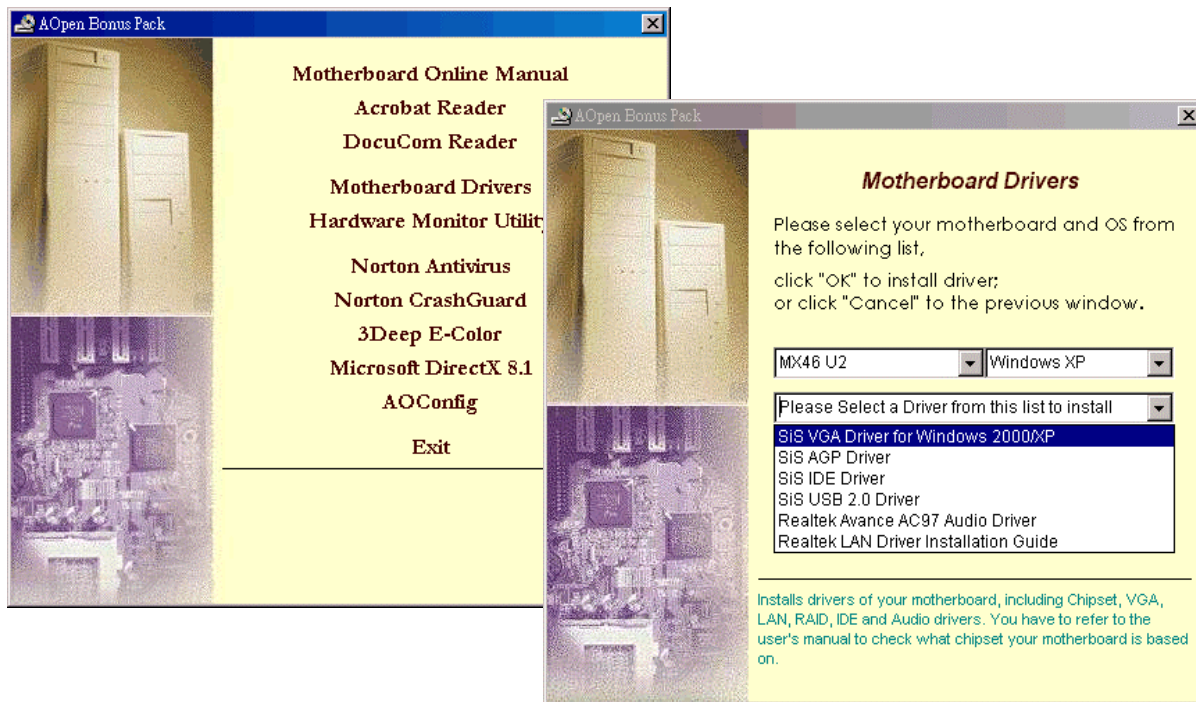 AOpen Bonus Pack
Motherboard Online Manual
Acrobat Reader
DocuCom Reader
Motherboard Drivers
Hardware Monitor Utility
Norton Antivirus
Norton CrashGuard
3Deep E-Color
Microsoft DirectX 8.1
AOConfig
Exit
AOpen Bonus Pack
Motherboard Drivers
Please select your motherboard and OS from
the following list,
click "OK" to install driver;
or click "Cancel" to the previous window.
MX46 U2
Windows XP
Please Select a Driver from this list to install
SiS VGA Driver for Windows 2000/XP
SiS AGP Driver
SiS IDE Driver
SiS USB 2.0 Driver
Realtek Avance AC97 Audio Driver
Realtek LAN Driver Installation Guide
Installs drivers of your motherboard, including Chipset, VGA,
LAN, RAID, IDE and Audio drivers. You have to refer to the
user's manual to check what chipset your motherboard is based
on.